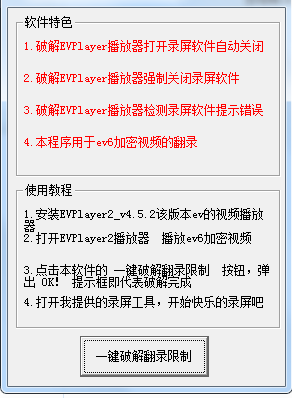 软件特色
1.破解EVPlayer播放器打开录屏软件自动关闭
2.破解EVPlayer播放器强制关闭录屏软件
3.破解EVPlayer播放器检测录屏软件提示错误
4.本程序用于ev6加密视频的翻录
使用教程
1.安装EVPlayer2_v4.5.2该版本ev的视频播放
器
2.打开EVPlayer2播放器  播放ev6加密视频
3.点击本软件的 一键破解翻录限制  按钮，弹
出 OK!  提示框即代表破解完成
4.打开我提供的录屏工具，开始快乐的录屏吧
一键破解翻录限制